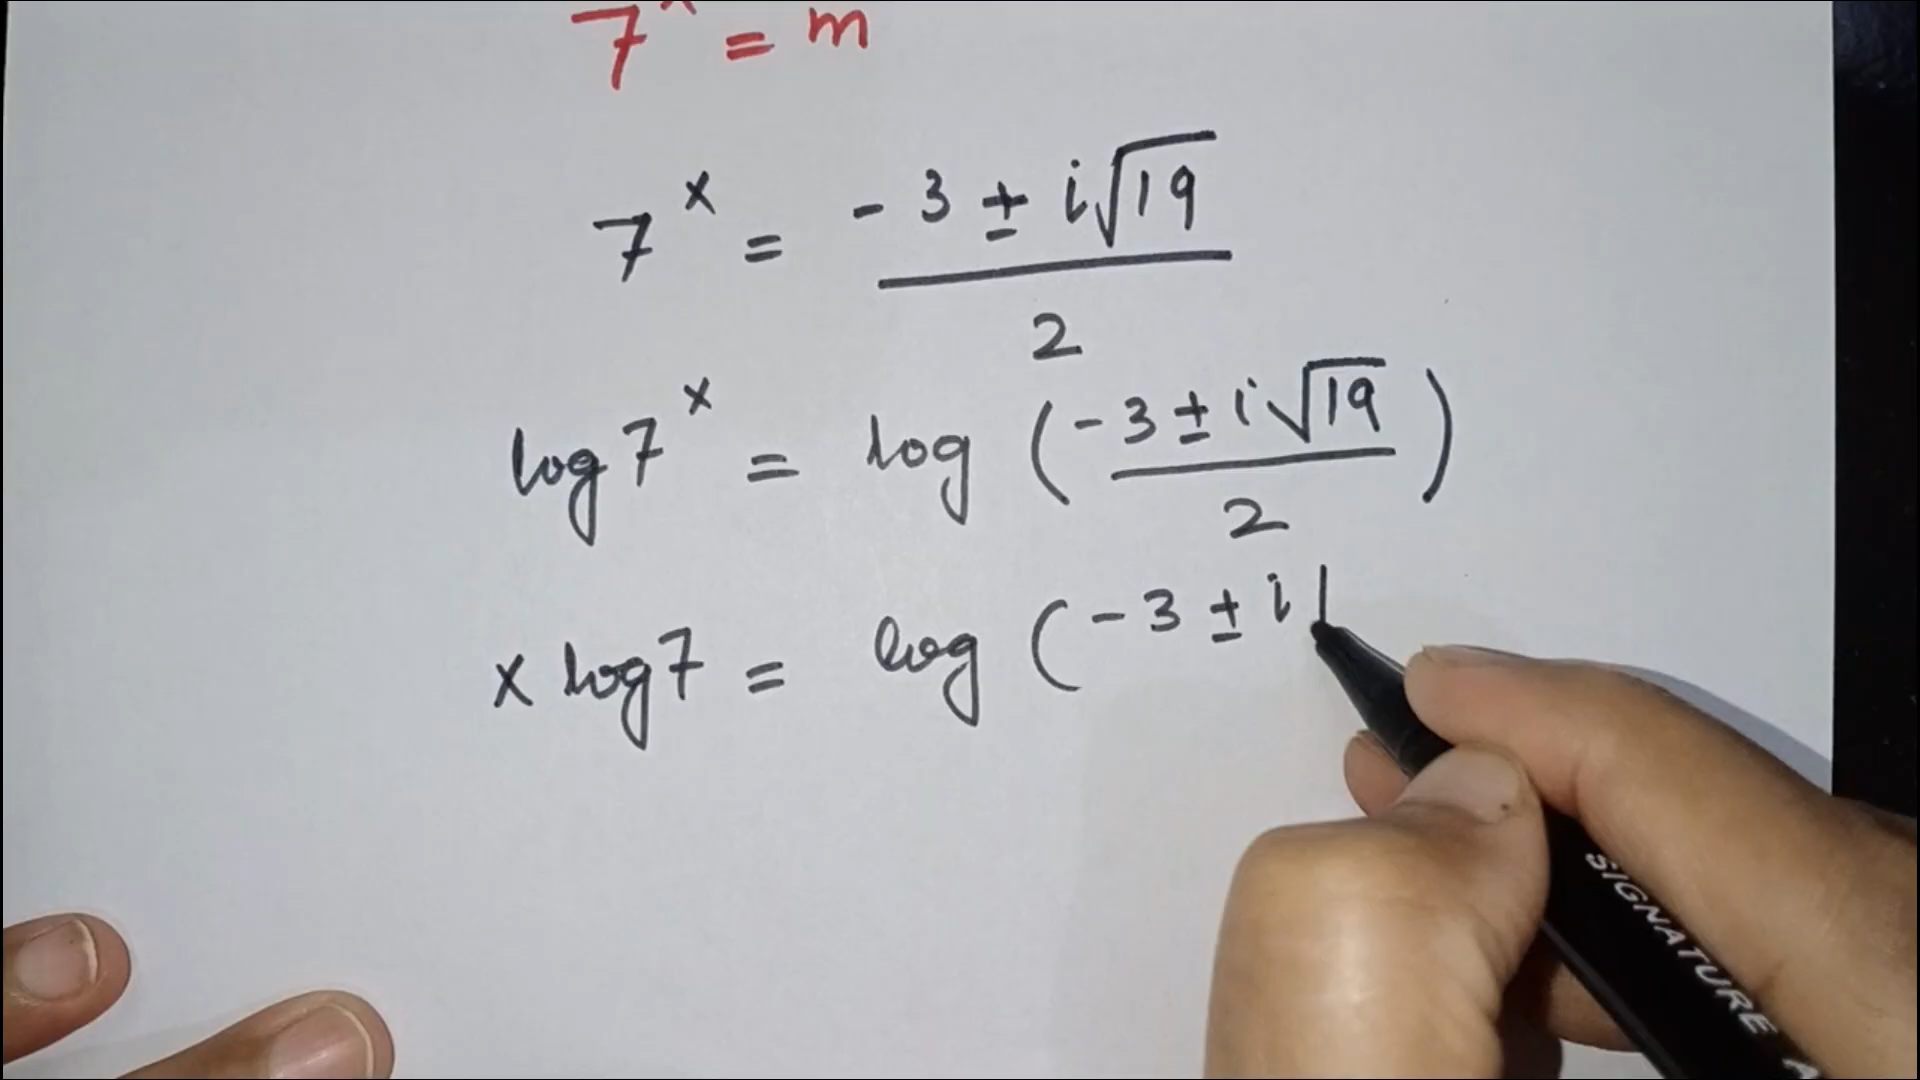 7^x = m
7^x = (-3 ± i√19)/2
log 7^x = log ((-3 ± i√19)/2)
x log 7 = log (-3 ± i
SIGNATURE